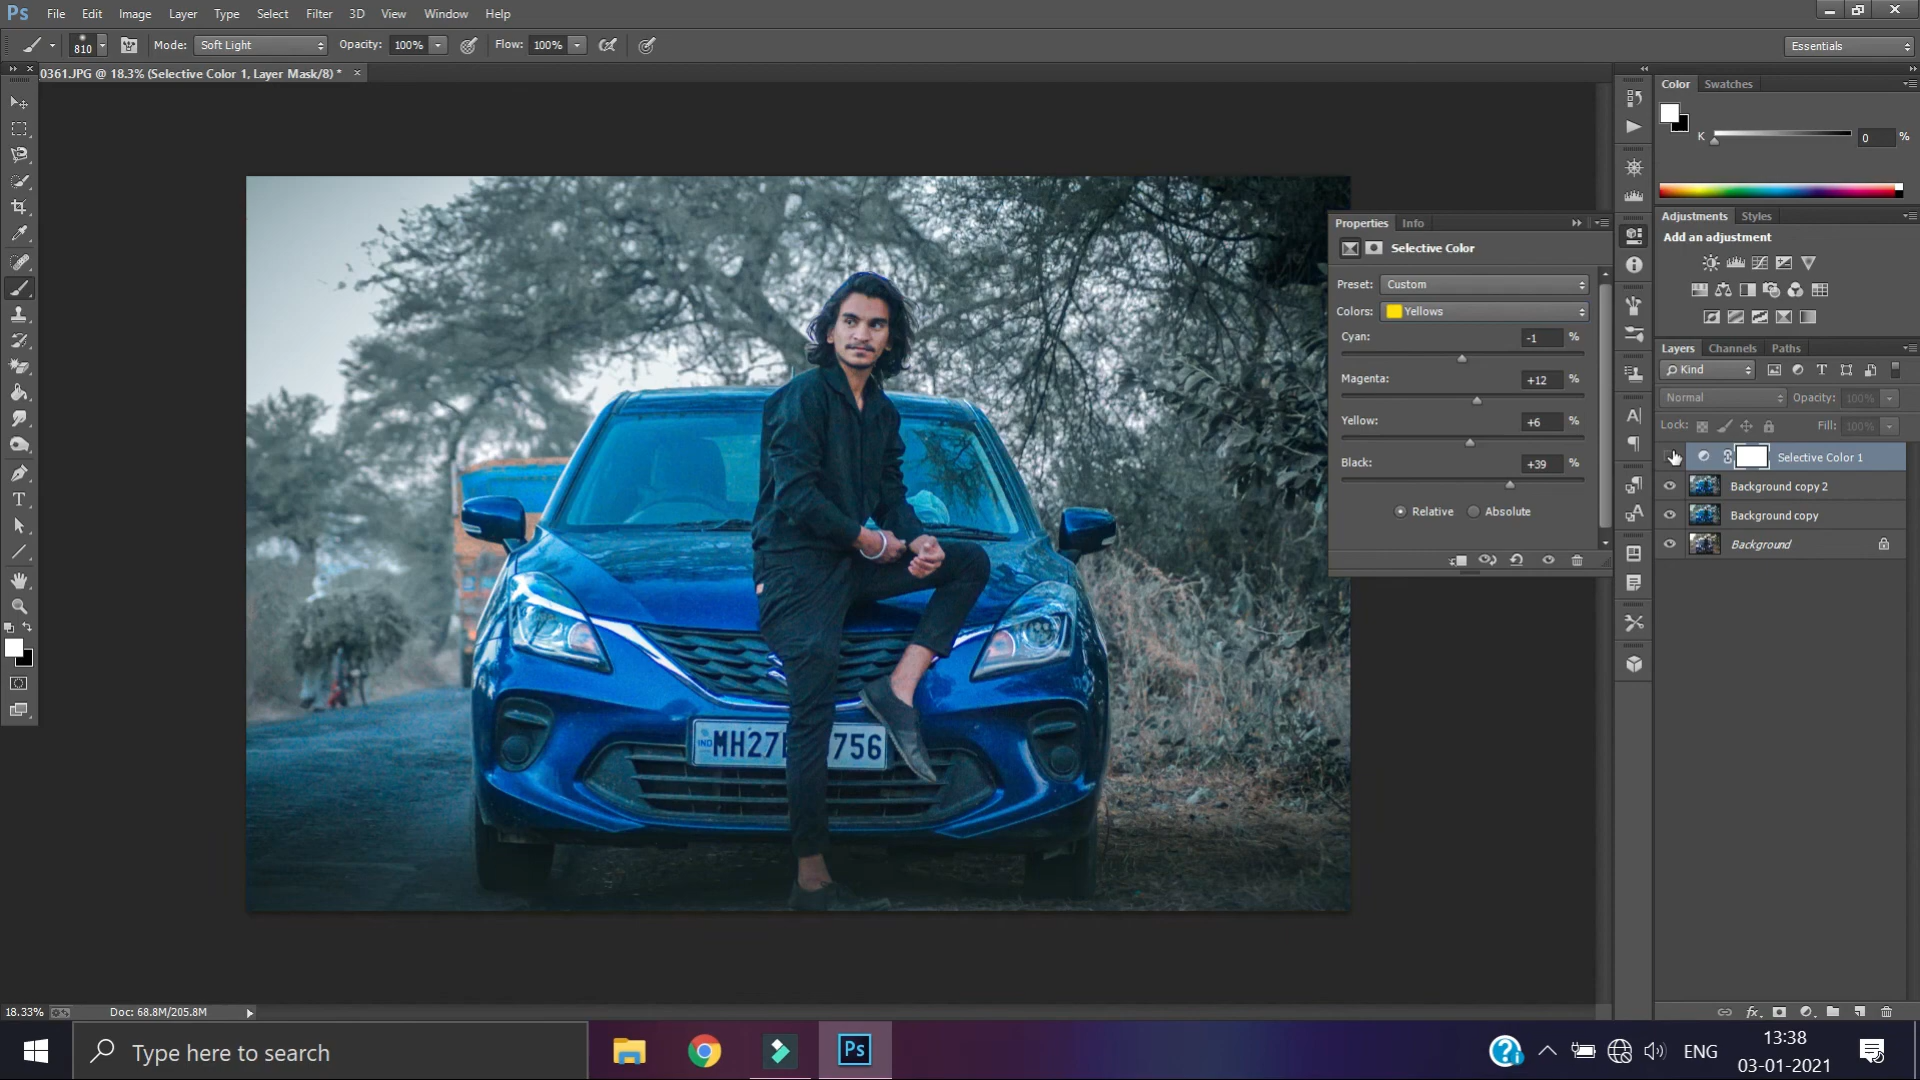 Ps File Edit Image Layer Type Select Filter 3D View Window Help
810 Mode: Soft Light Opacity: 100% Flow: 100% Essentials
0361.JPG @ 18.3% (Selective Color 1, Layer Mask/8) * ×
Color Swatches
K 0 %
Properties Info
Selective Color
Preset: Custom
Colors: Yellows
Cyan: -1 %
Magenta: +12 %
Yellow: +6 %
Black: +39 %
Relative Absolute
Adjustments Styles
Add an adjustment
Layers Channels Paths
Kind
Normal Opacity: 100%
Lock: Fill: 100%
Selective Color 1
Background copy 2
Background copy
Background
IND MH27 756
18.33% Doc: 68.8M/205.8M
Type here to search
Ps
ENG
13:38
03-01-2021